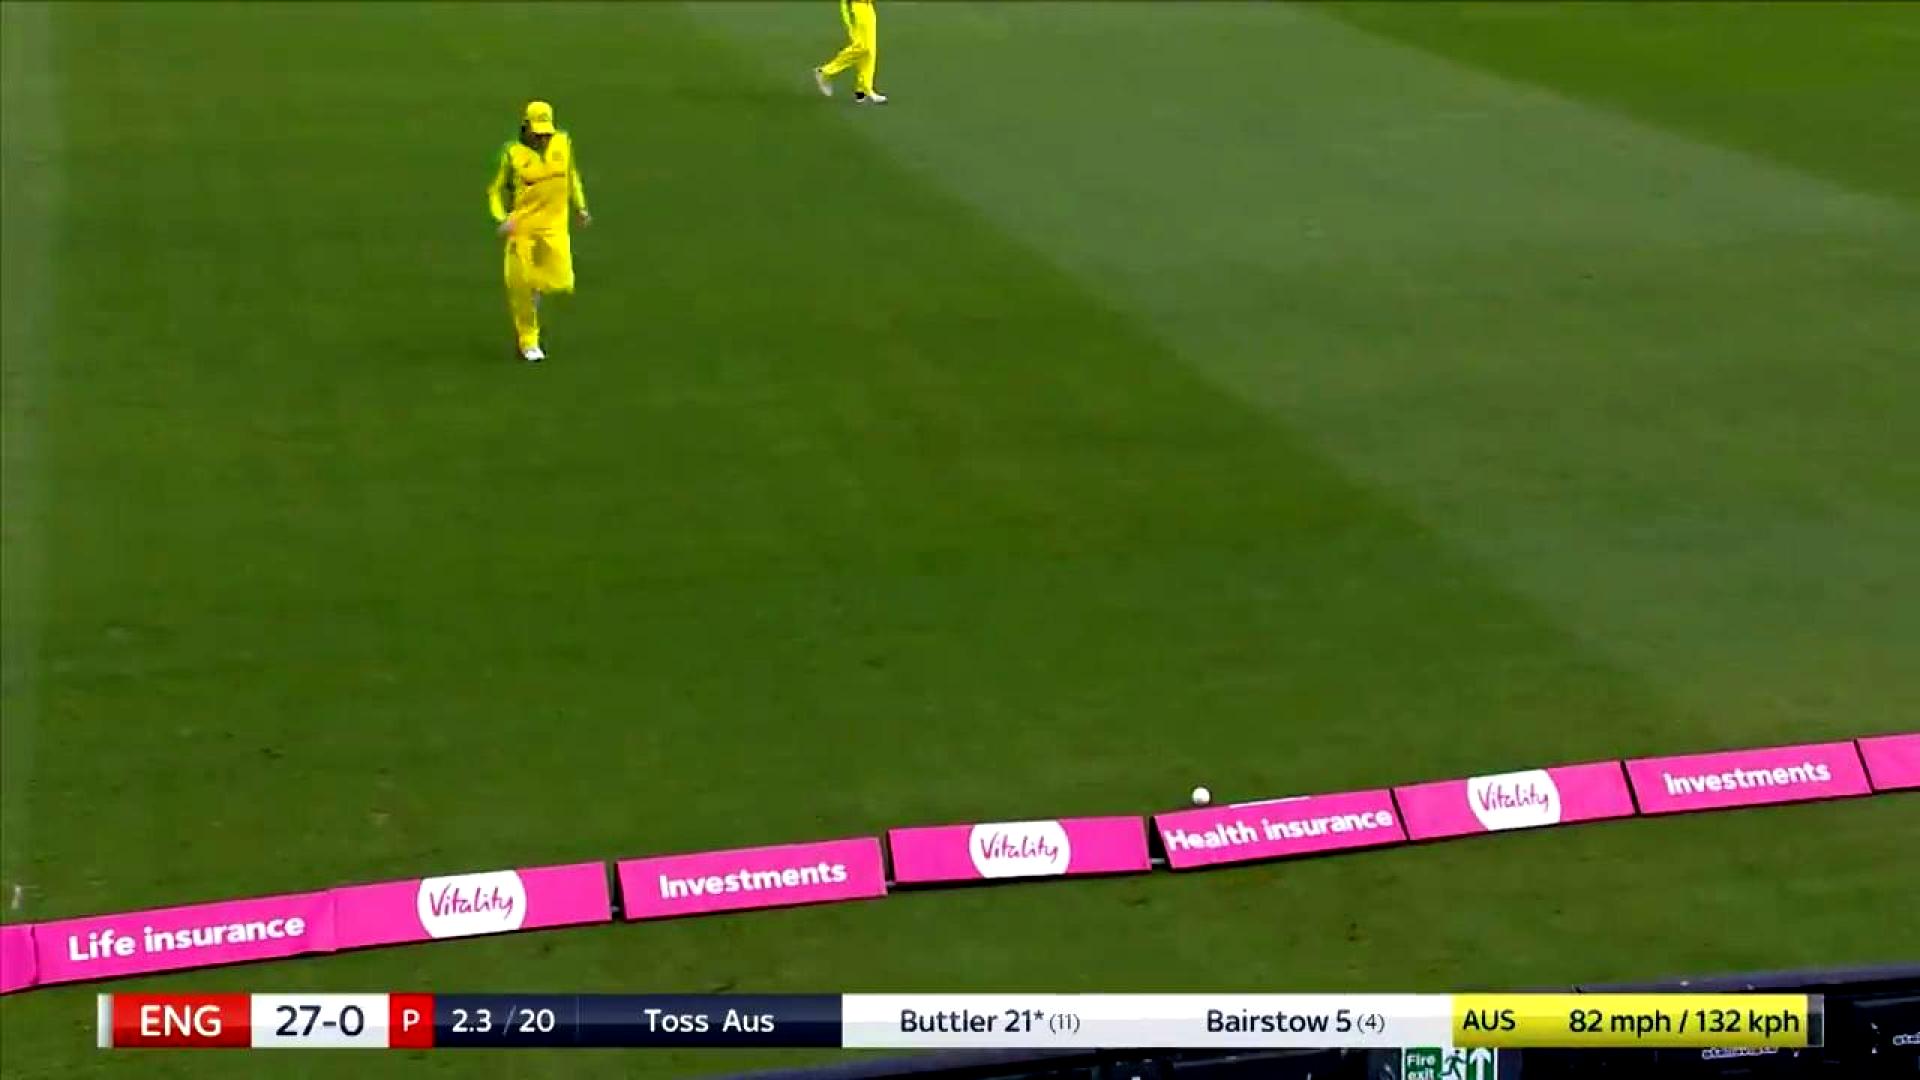 Life insurance
Vitality
Investments
Vitality
Health insurance
Vitality
Investments
ENG 27-0 P 2.3 / 20 Toss Aus Buttler 21* (11) Bairstow 5 (4) AUS 82 mph / 132 kph
Fire
exit